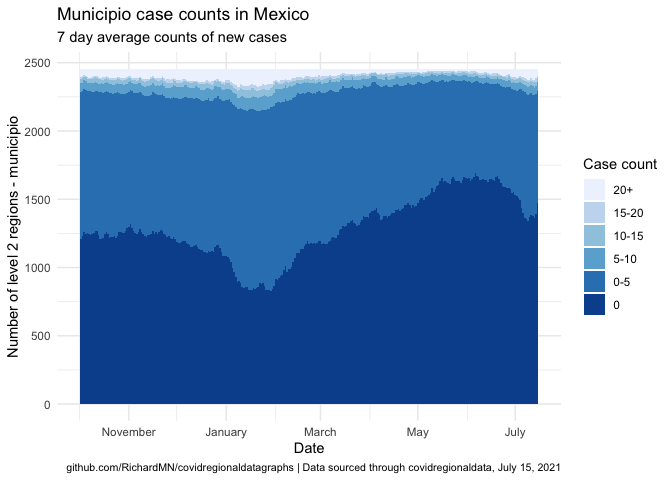 Municipio case counts in Mexico
7 day average counts of new cases
Number of level 2 regions - municipio
2500
2000
1500
1000
500
0
November
January
March
May
July
Date
Case count
20+
15-20
10-15
5-10
0-5
0
github.com/RichardMN/covidregionaldatagraphs | Data sourced through covidregionaldata, July 15, 2021